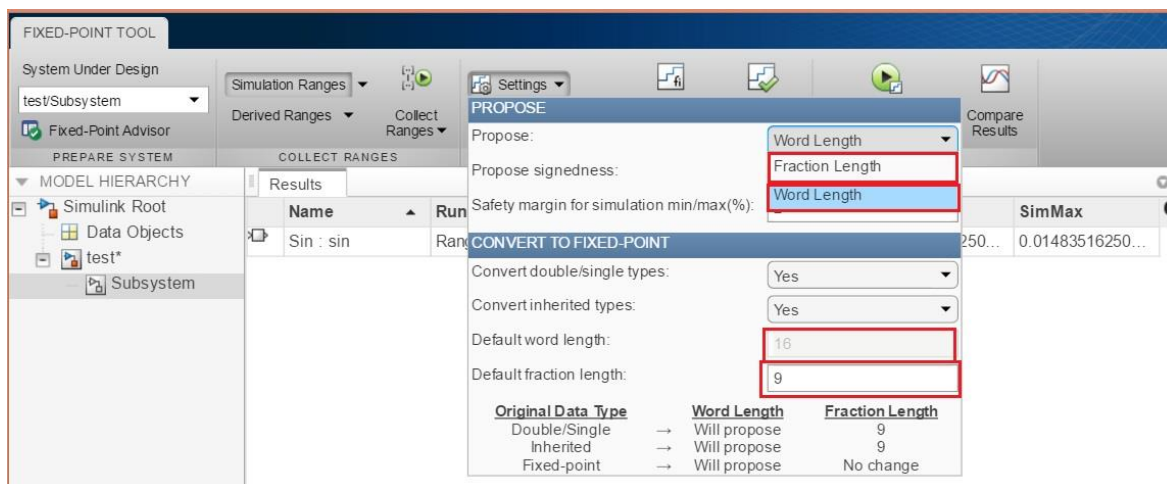 FIXED-POINT TOOL
System Under Design
test/Subsystem
Fixed-Point Advisor
PREPARE SYSTEM
Simulation Ranges
Derived Ranges
Collect
Ranges
COLLECT RANGES
Settings
Compare
Results
PROPOSE
Propose: Word Length
Fraction Length
Word Length
Propose signedness:
Safety margin for simulation min/max(%):
CONVERT TO FIXED-POINT
Convert double/single types: Yes
Convert inherited types: Yes
Default word length: 16
Default fraction length: 9
Original Data Type Word Length Fraction Length
Double/Single → Will propose 9
Inherited → Will propose 9
Fixed-point → Will propose No change
MODEL HIERARCHY
Simulink Root
Data Objects
test*
Subsystem
Results
Name Run SimMax
Sin : sin Rang 250... 0.01483516250...